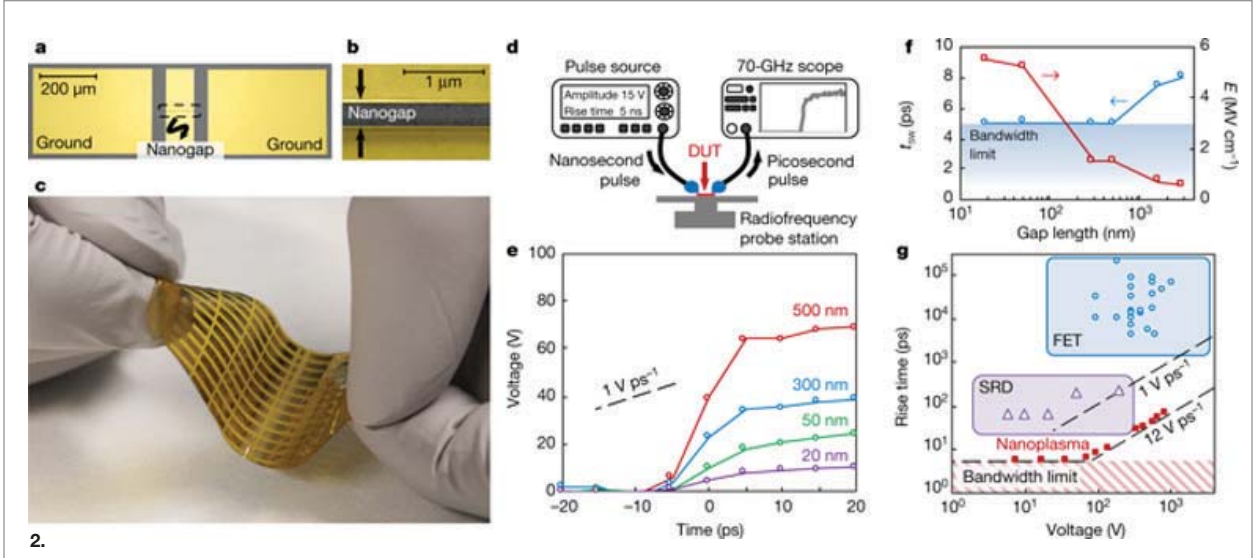 a
200 μm
Ground
Nanogap
Ground
b
1 μm
Nanogap
c
d
Pulse source
70-GHz scope
Amplitude 15 V
Rise time 5 ns
DUT
Nanosecond
pulse
Picosecond
pulse
Radiofrequency
probe station
e
100
80
60
40
20
0
Voltage (V)
1 V ps⁻¹
500 nm
300 nm
50 nm
20 nm
−20
−10
0
10
20
Time (ps)
f
10
8
6
4
2
0
tsw (ps)
Bandwidth
limit
6
4
2
0
E (MV cm⁻¹)
10¹
10²
10³
Gap length (nm)
g
10⁵
10⁴
10³
10²
10¹
10⁰
Rise time (ps)
FET
SRD
1 V ps⁻¹
Nanoplasma
12 V ps⁻¹
Bandwidth limit
10⁰
10¹
10²
10³
Voltage (V)
2.